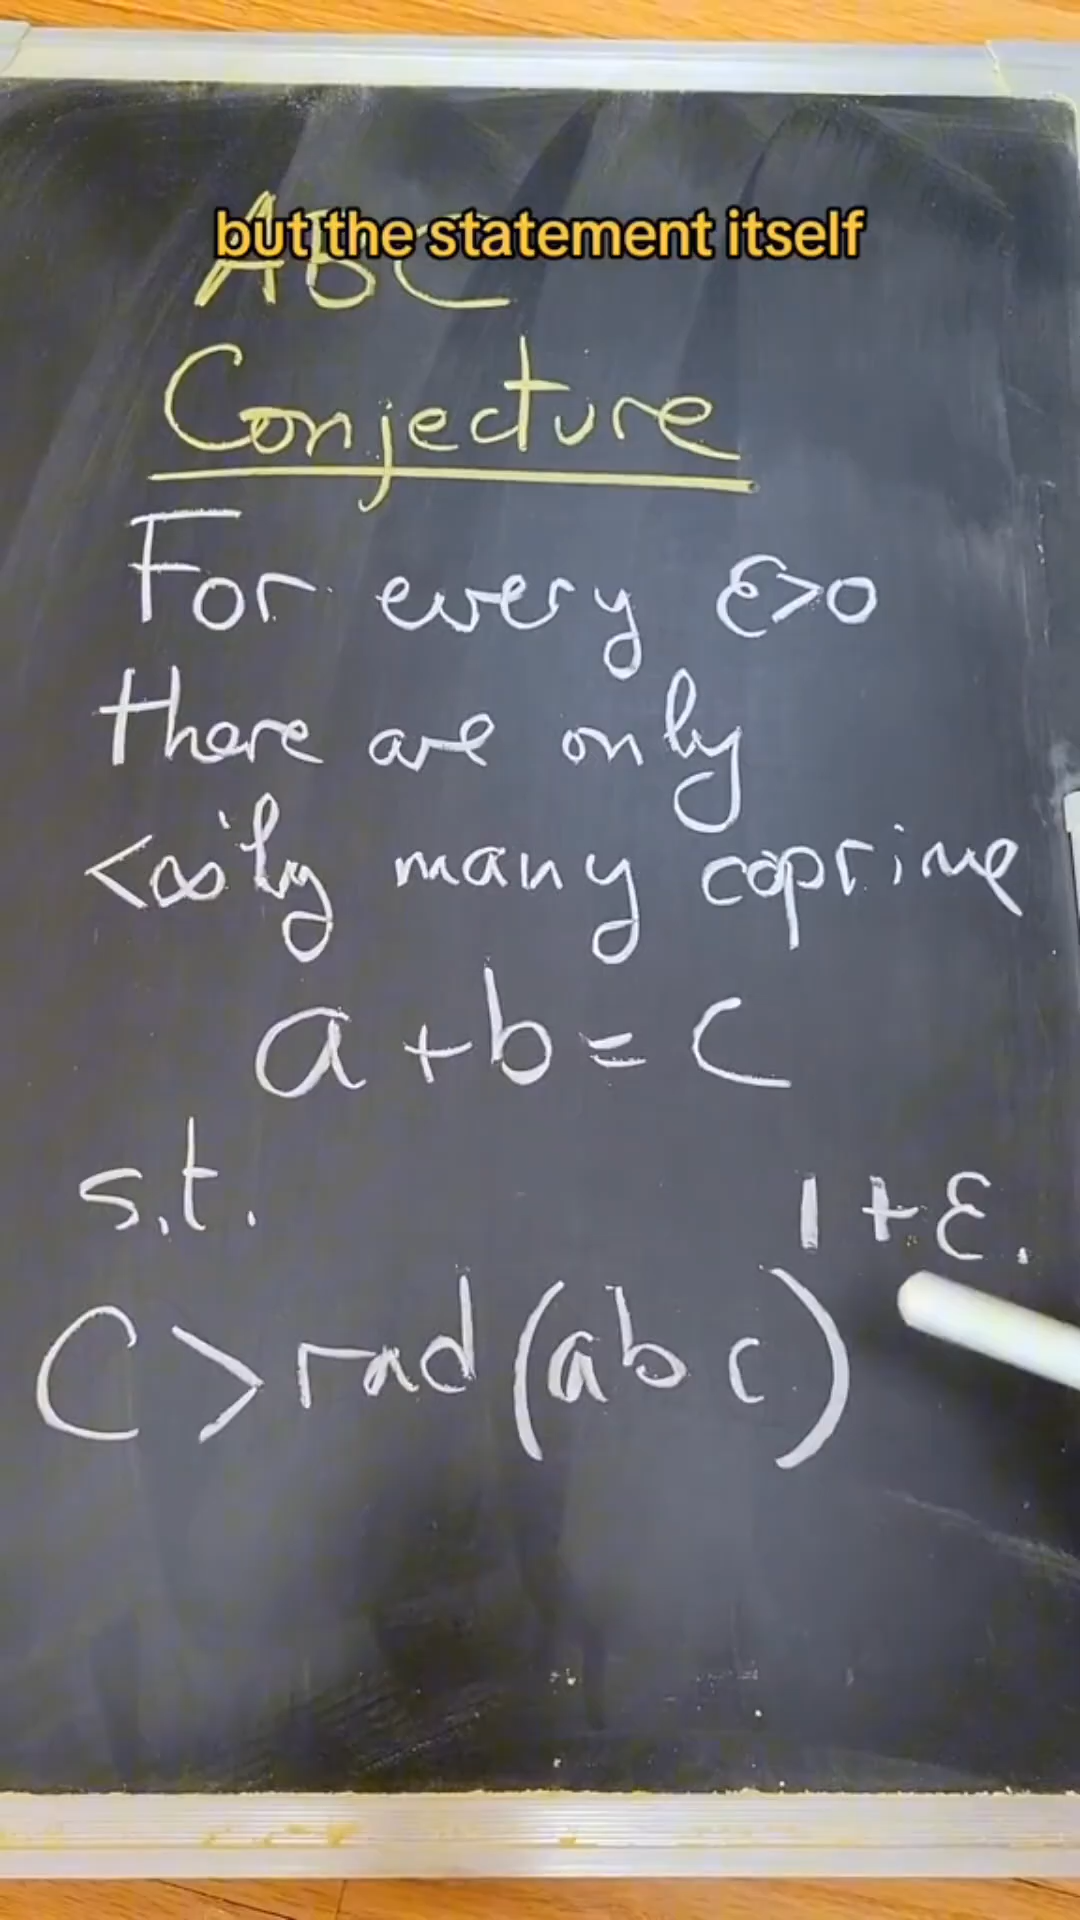 but the statement itself
ABC
Conjecture
For every ε>0
there are only
<∞'ly many coprime
a + b = c
s.t.
C > rad(abc)^{1+ε}.